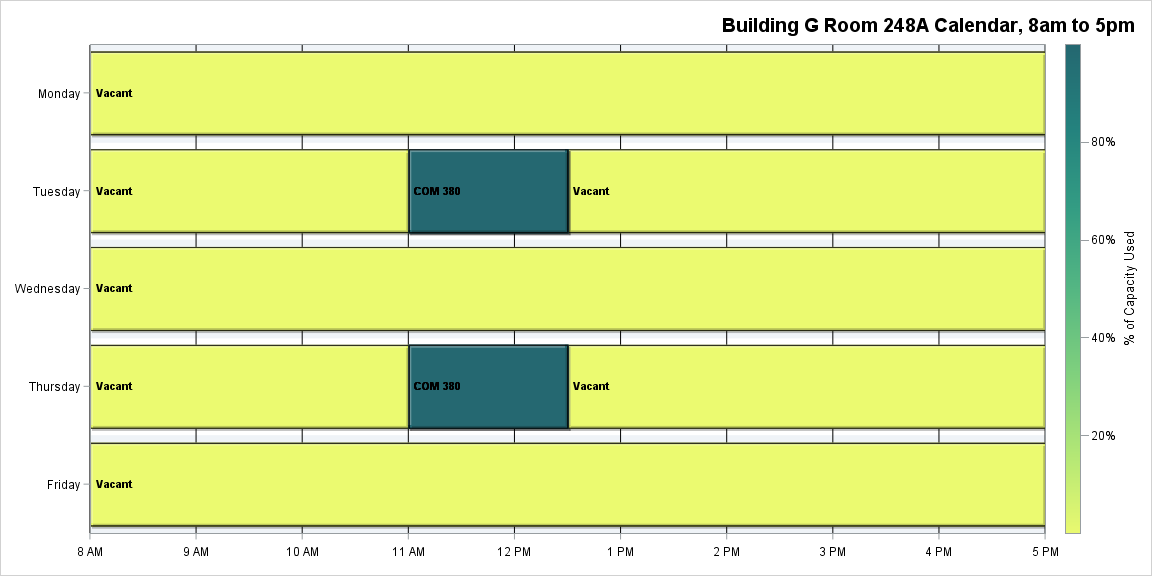 Building G Room 248A Calendar, 8am to 5pm
Monday
Vacant
Tuesday
Vacant
COM 380
Vacant
Wednesday
Vacant
Thursday
Vacant
COM 380
Vacant
Friday
Vacant
8 AM
9 AM
10 AM
11 AM
12 PM
1 PM
2 PM
3 PM
4 PM
5 PM
80%
60%
40%
20%
% of Capacity Used